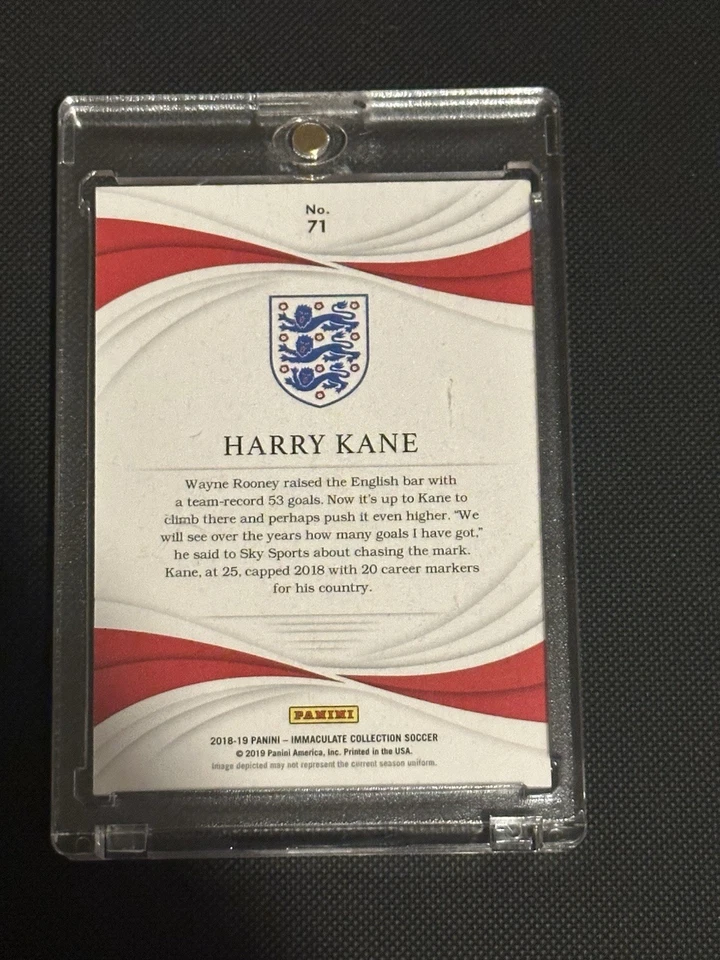 No.
71
HARRY KANE
Wayne Rooney raised the English bar with
a team-record 53 goals. Now it's up to Kane to
climb there and perhaps push it even higher. “We
will see over the years how many goals I have got,”
he said to Sky Sports about chasing the mark.
Kane, at 25, capped 2018 with 20 career markers
for his country.
PANINI
2018-19 PANINI – IMMACULATE COLLECTION SOCCER
© 2019 Panini America, Inc. Printed in the USA.
Image depicted may not represent the current season uniform.